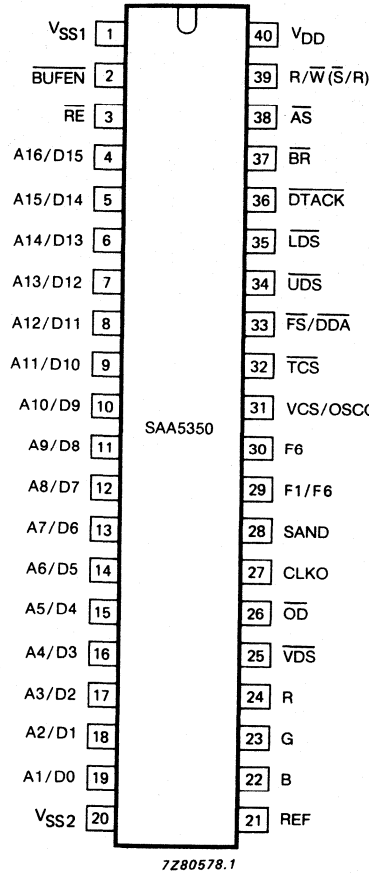 VSS1 1
40 VDD
BUFEN 2
39 R/W (S/R)
RE 3
38 AS
A16/D15 4
37 BR
A15/D14 5
36 DTACK
A14/D13 6
35 LDS
A13/D12 7
34 UDS
A12/D11 8
33 FS/DDA
A11/D10 9
32 TCS
A10/D9 10
31 VCS/OSCO
SAA5350
A9/D8 11
30 F6
A8/D7 12
29 F1/F6
A7/D6 13
28 SAND
A6/D5 14
27 CLKO
A5/D4 15
26 OD
A4/D3 16
25 VDS
A3/D2 17
24 R
A2/D1 18
23 G
A1/D0 19
22 B
VSS2 20
21 REF
7Z80578.1